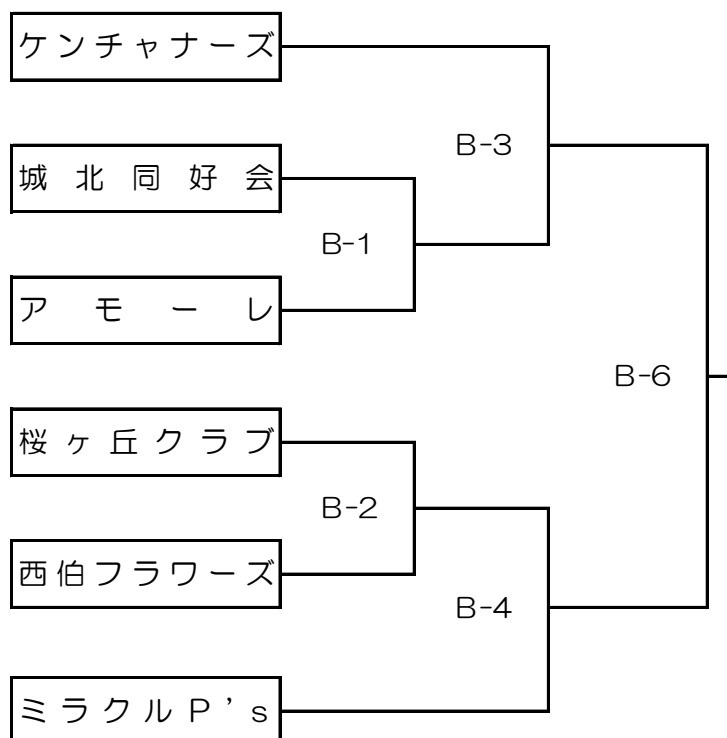 ケンチャナーズ
B-3
城北同好会
B-1
アモーレ
B-6
桜ヶ丘クラブ
B-2
西伯フラワーズ
B-4
ミラクルP's